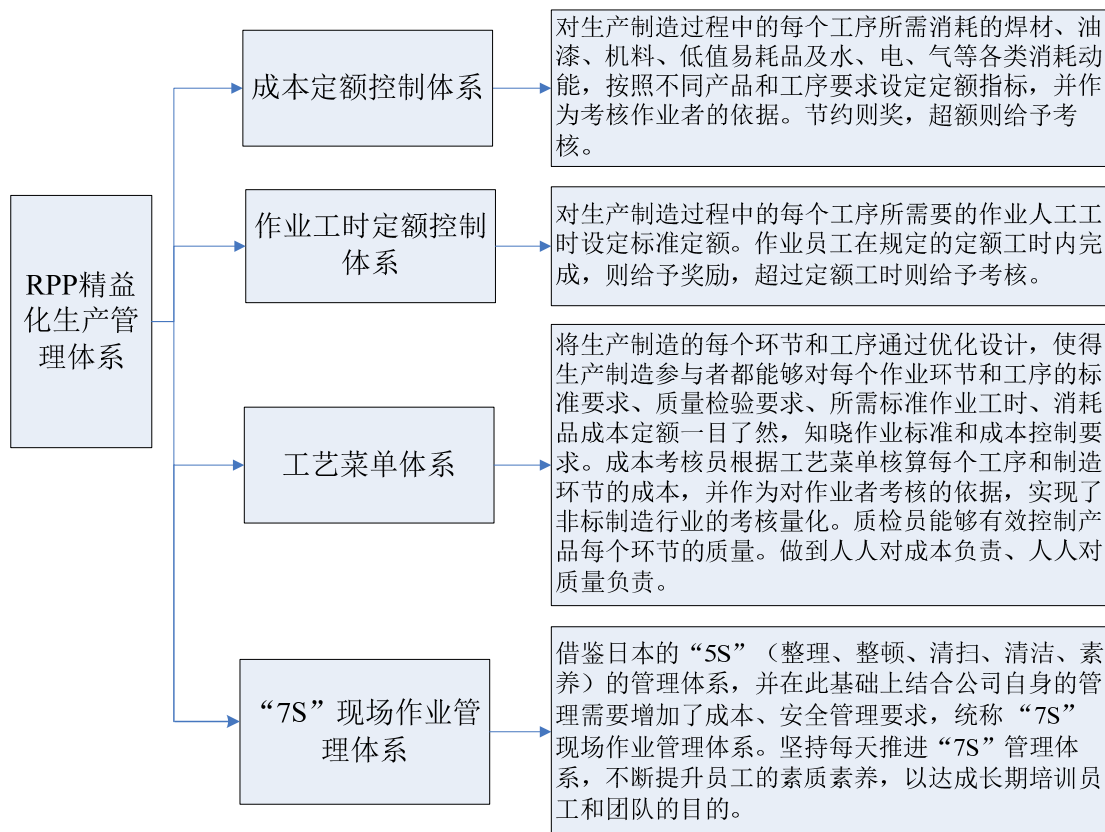 RPP精益
化生产管
理体系
成本定额控制体系
对生产制造过程中的每个工序所需消耗的焊材、油
漆、机料、低值易耗品及水、电、气等各类消耗动
能，按照不同产品和工序要求设定定额指标，并作
为考核作业者的依据。节约则奖，超额则给予考
核。
作业工时定额控制
体系
对生产制造过程中的每个工序所需要的作业人工工
时设定标准定额。作业员工在规定的定额工时内完
成，则给予奖励，超过定额工时则给予考核。
工艺菜单体系
将生产制造的每个环节和工序通过优化设计，使得
生产制造参与者都能够对每个作业环节和工序的标
准要求、质量检验要求、所需标准作业工时、消耗
品成本定额一目了然，知晓作业标准和成本控制要
求。成本考核员根据工艺菜单核算每个工序和制造
环节的成本，并作为对作业者考核的依据，实现了
非标制造行业的考核量化。质检员能够有效控制产
品每个环节的质量。做到人人对成本负责、人人对
质量负责。
“7S”现场作业管
理体系
借鉴日本的“5S”（整理、整顿、清扫、清洁、素
养）的管理体系，并在此基础上结合公司自身的管
理需要增加了成本、安全管理要求，统称“7S”
现场作业管理体系。坚持每天推进“7S”管理体
系，不断提升员工的素质素养，以达成长期培训员
工和团队的目的。